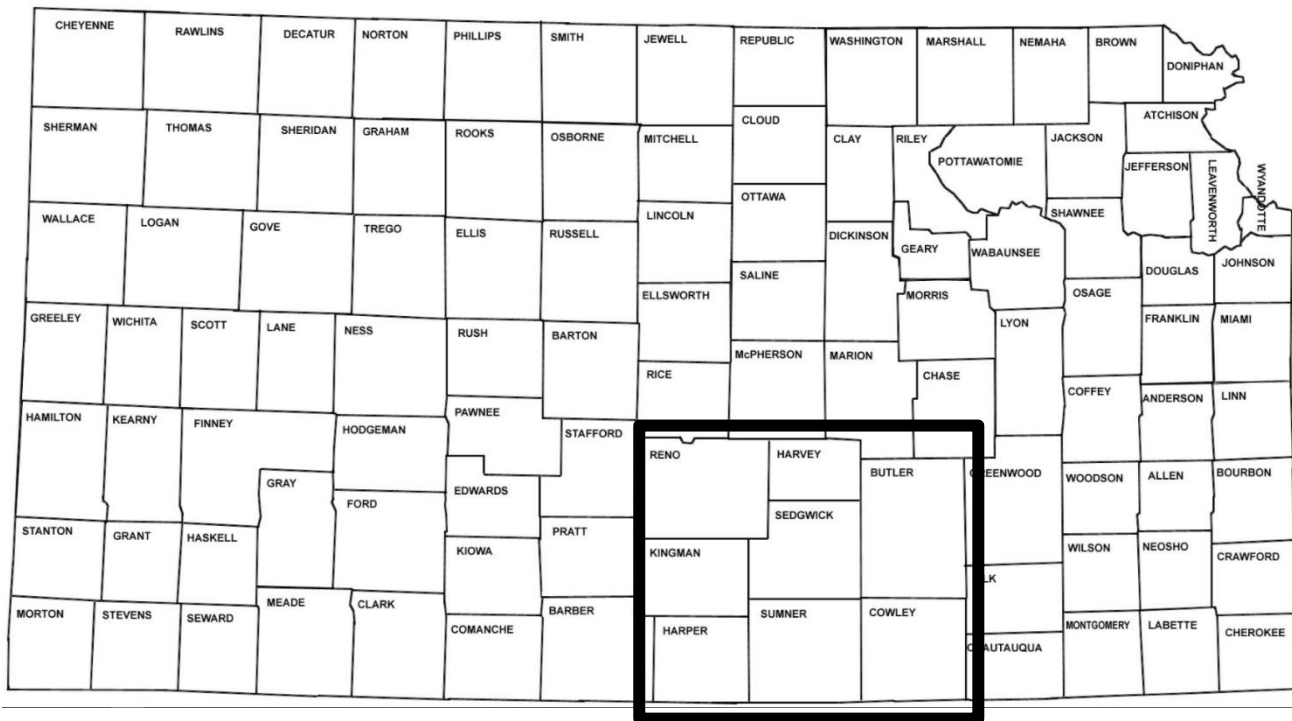 CHEYENNE
RAWLINS
DECATUR
NORTON
PHILLIPS
SMITH
JEWELL
REPUBLIC
WASHINGTON
MARSHALL
NEMAHA
BROWN
DONIPHAN
SHERMAN
THOMAS
SHERIDAN
GRAHAM
ROOKS
OSBORNE
MITCHELL
CLOUD
CLAY
RILEY
POTTAWATOMIE
JACKSON
ATCHISON
JEFFERSON
LEAVENWORTH
WYANDOTTE
WALLACE
LOGAN
GOVE
TREGO
ELLIS
RUSSELL
LINCOLN
OTTAWA
DICKINSON
GEARY
WABAUNSEE
SHAWNEE
DOUGLAS
JOHNSON
SALINE
ELLSWORTH
MORRIS
OSAGE
GREELEY
WICHITA
SCOTT
LANE
NESS
RUSH
BARTON
LYON
FRANKLIN
MIAMI
RICE
McPHERSON
MARION
CHASE
COFFEY
ANDERSON
LINN
HAMILTON
KEARNY
FINNEY
HODGEMAN
PAWNEE
STAFFORD
RENO
HARVEY
BUTLER
GREENWOOD
WOODSON
ALLEN
BOURBON
GRAY
FORD
EDWARDS
SEDGWICK
STANTON
GRANT
HASKELL
KIOWA
PRATT
KINGMAN
WILSON
NEOSHO
CRAWFORD
LK
MORTON
STEVENS
SEWARD
MEADE
CLARK
COMANCHE
BARBER
HARPER
SUMNER
COWLEY
MONTGOMERY
LABETTE
CHEROKEE
CHAUTAUQUA